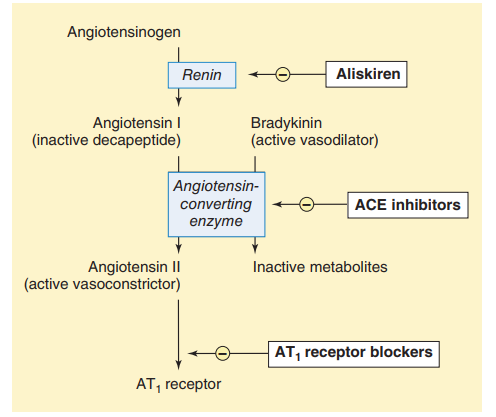 Angiotensinogen
Renin
Aliskiren
Angiotensin I
(inactive decapeptide)
Bradykinin
(active vasodilator)
Angiotensin-
converting
enzyme
ACE inhibitors
Angiotensin II
(active vasoconstrictor)
Inactive metabolites
AT₁ receptor blockers
AT₁ receptor